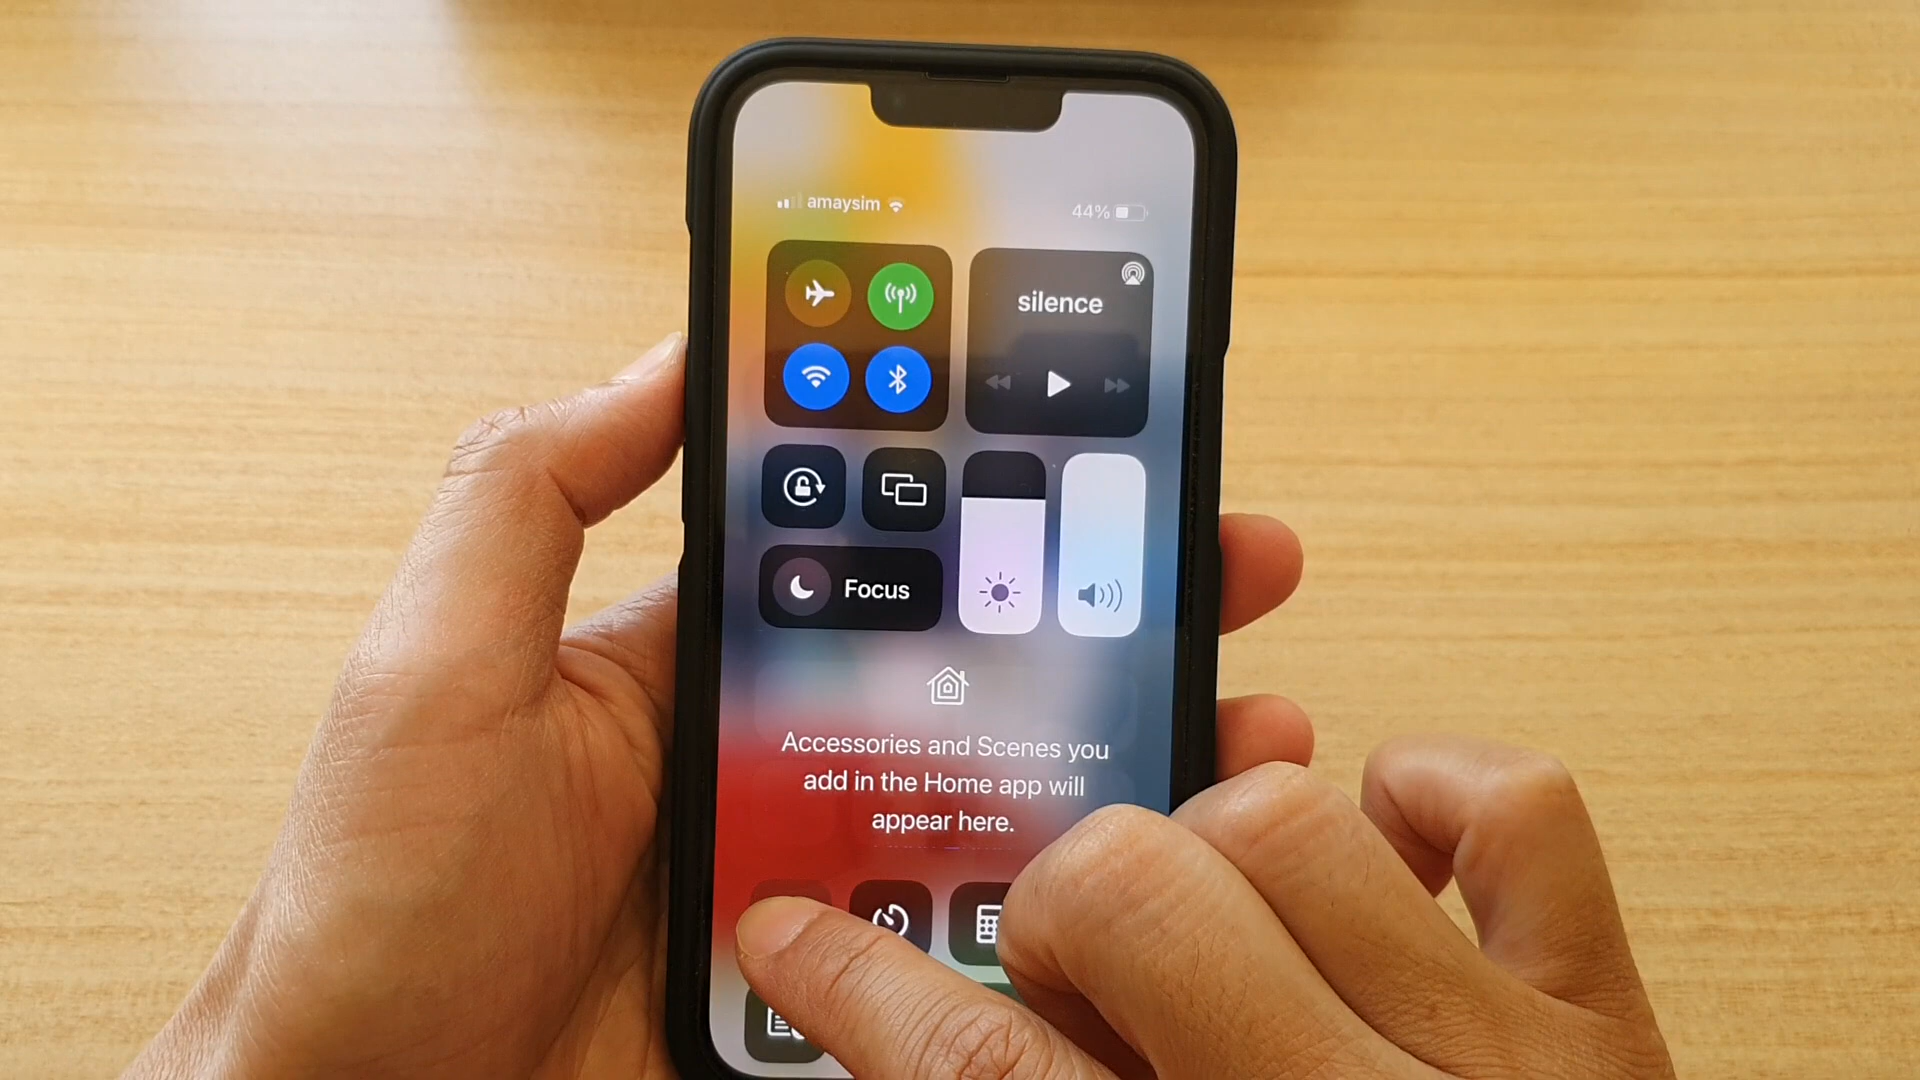 amaysim
44%
silence
Focus
Accessories and Scenes you
add in the Home app will
appear here.